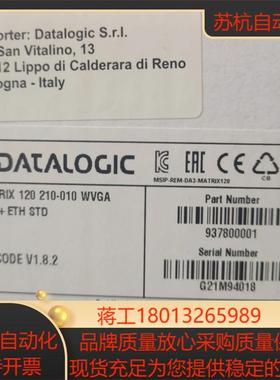 苏杭自动化
orter: Datalogic S.r.l.
San Vitalino, 13
12 Lippo di Calderara di Reno
ogna - Italy
DATALOGIC
MSIP-REM-DA3-MATRIX120
RIX 120 210-010 WVGA
+ ETH STD
Part Number
937800001
Serial Number
CODE V1.8.2
G21M94018
蒋工18013265989
自动化
品牌质量放心采购数量
开票
现货充足为您提供稳定的